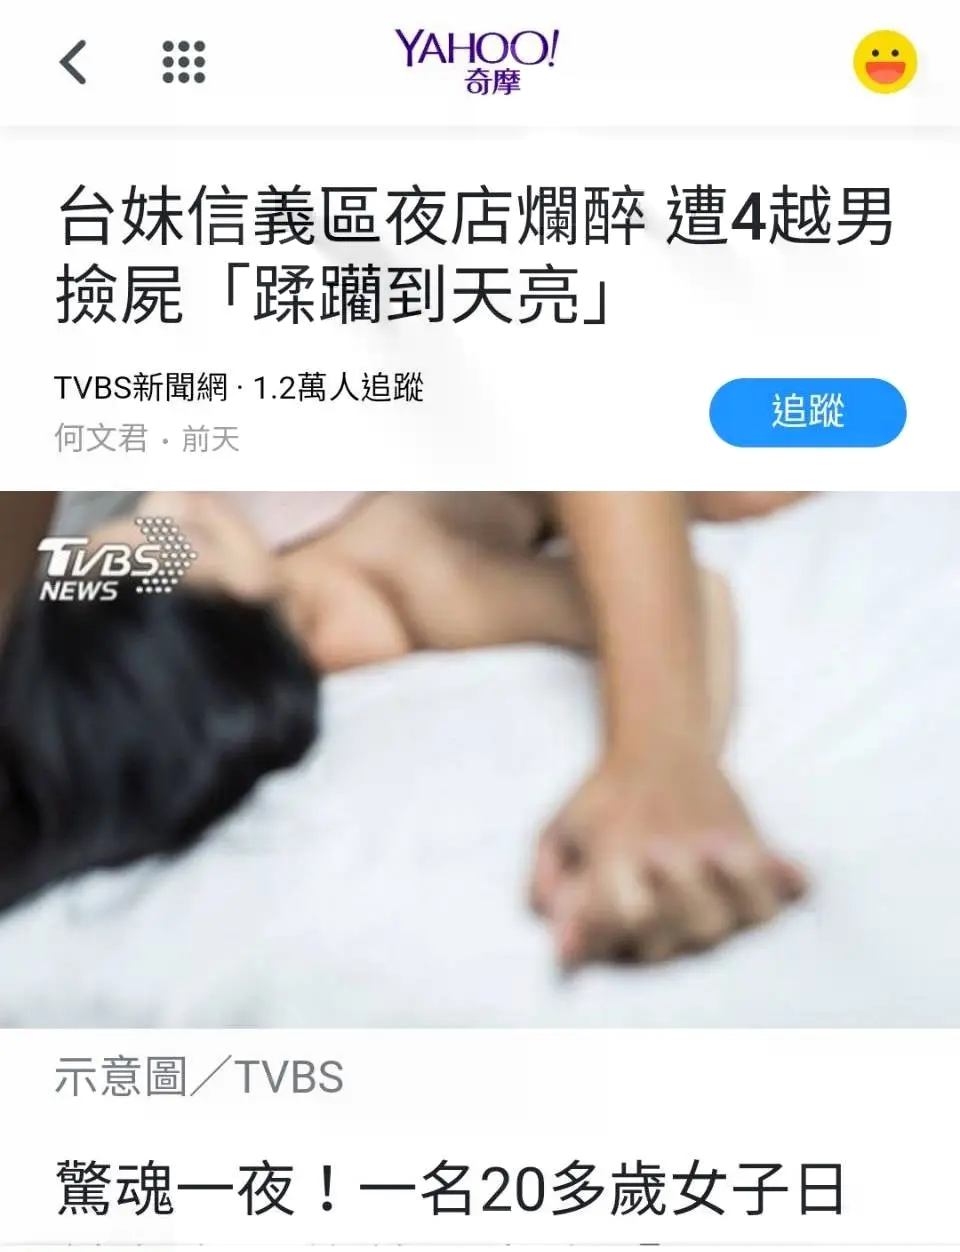 YAHOO!
奇摩
台妹信義區夜店爛醉 遭4越男
撿屍「蹂躪到天亮」
TVBS新聞網 · 1.2萬人追蹤
追蹤
何文君 · 前天
TVBS
NEWS
示意圖／TVBS
驚魂一夜！一名20多歲女子日